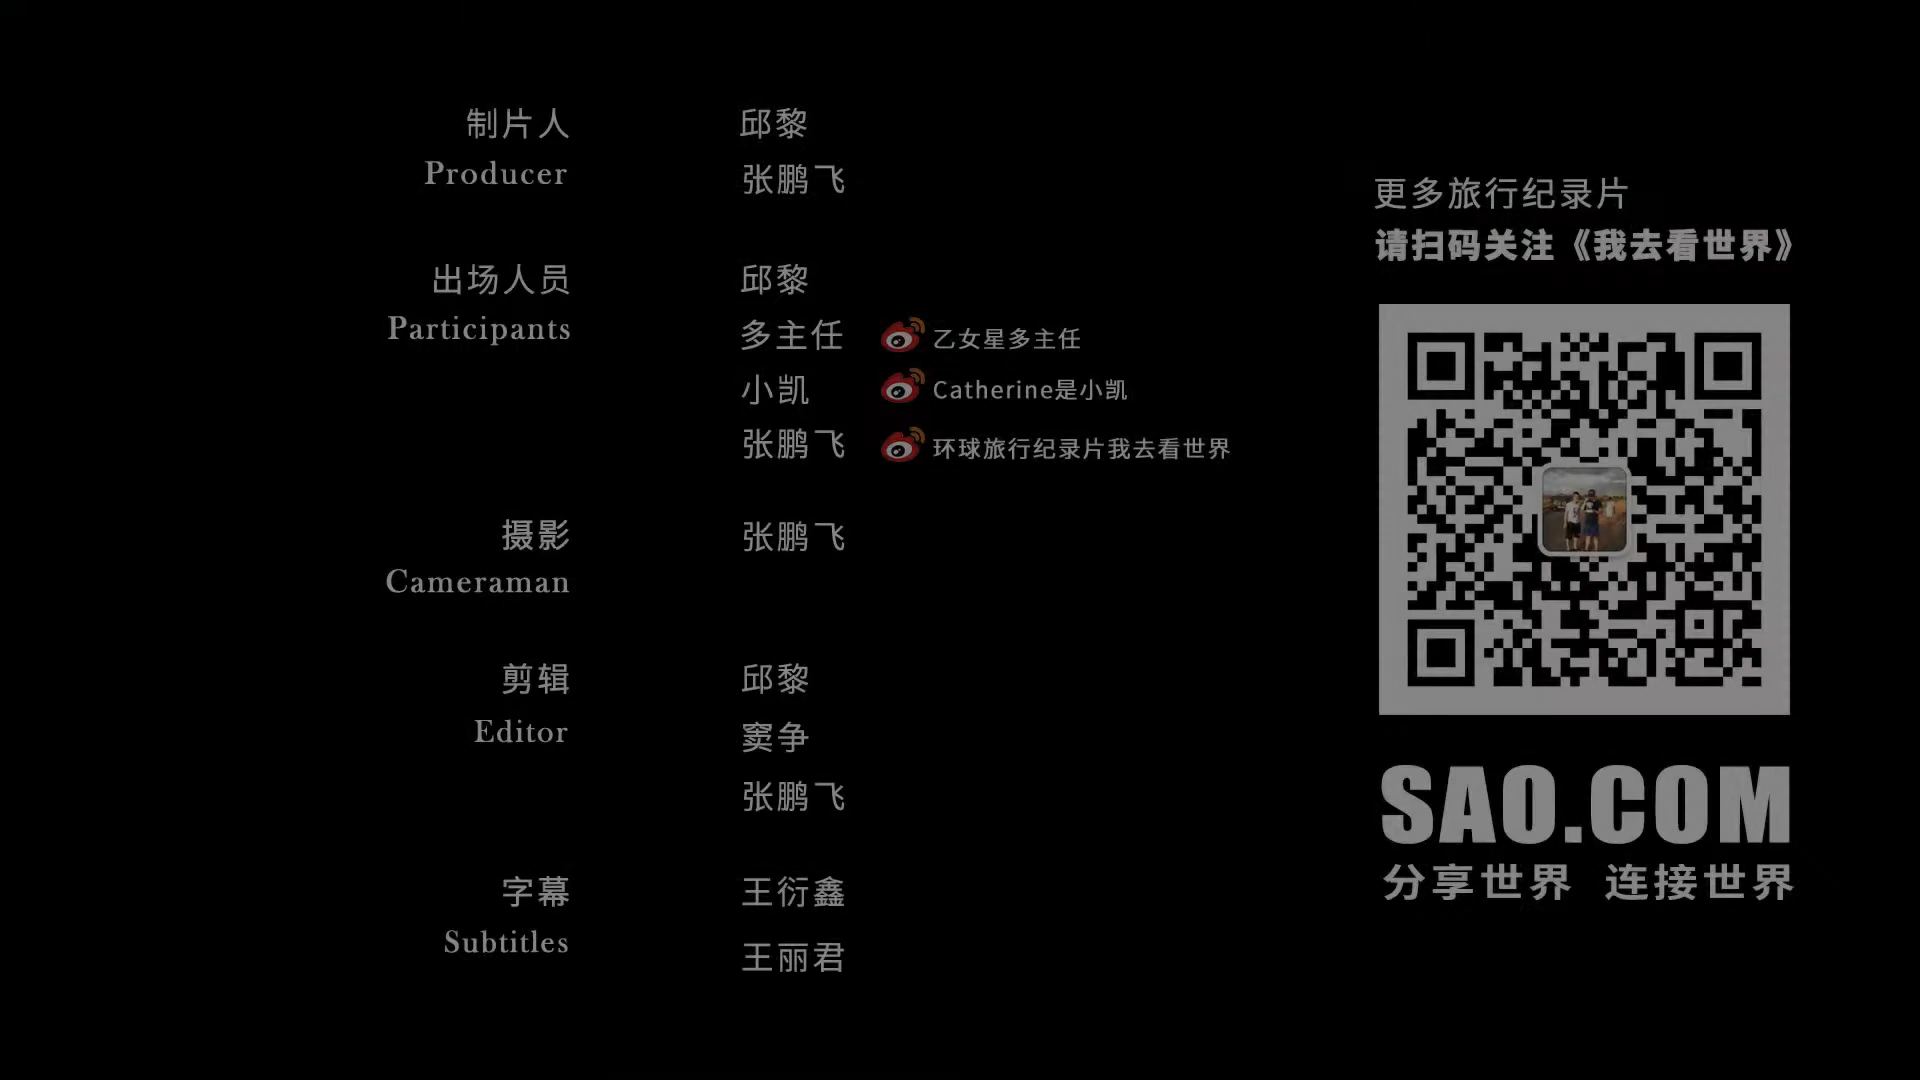 制片人
Producer
邱黎
张鹏飞
出场人员
Participants
邱黎
多主任
乙女星多主任
小凯
Catherine是小凯
张鹏飞
环球旅行纪录片我去看世界
摄影
Cameraman
张鹏飞
剪辑
Editor
邱黎
窦争
张鹏飞
字幕
Subtitles
王衍鑫
王丽君
更多旅行纪录片
请扫码关注《我去看世界》
SAO.COM
分享世界 连接世界